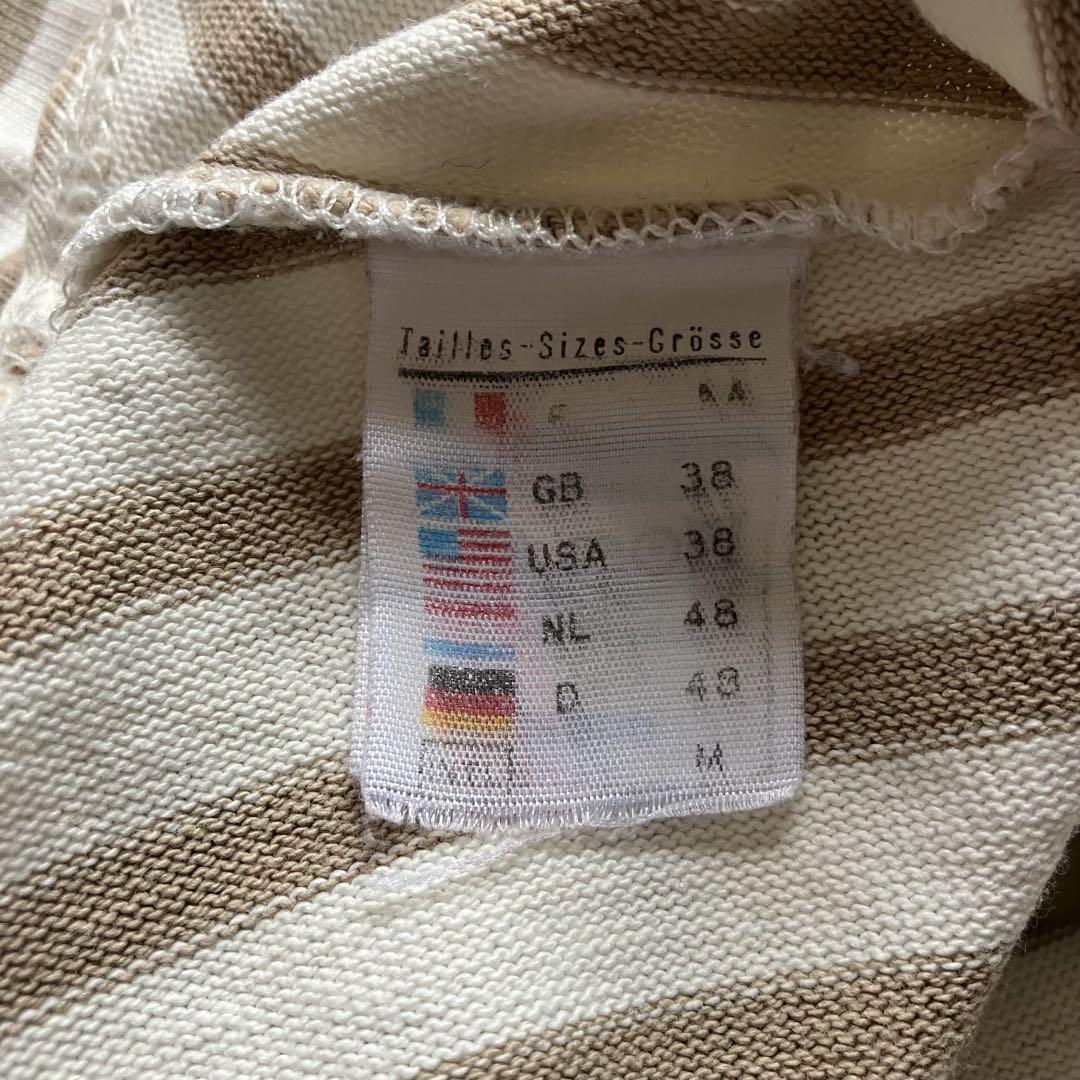 Tailles-Sizes-Grösse
F
GB 38
USA 38
NL 48
D 48
M